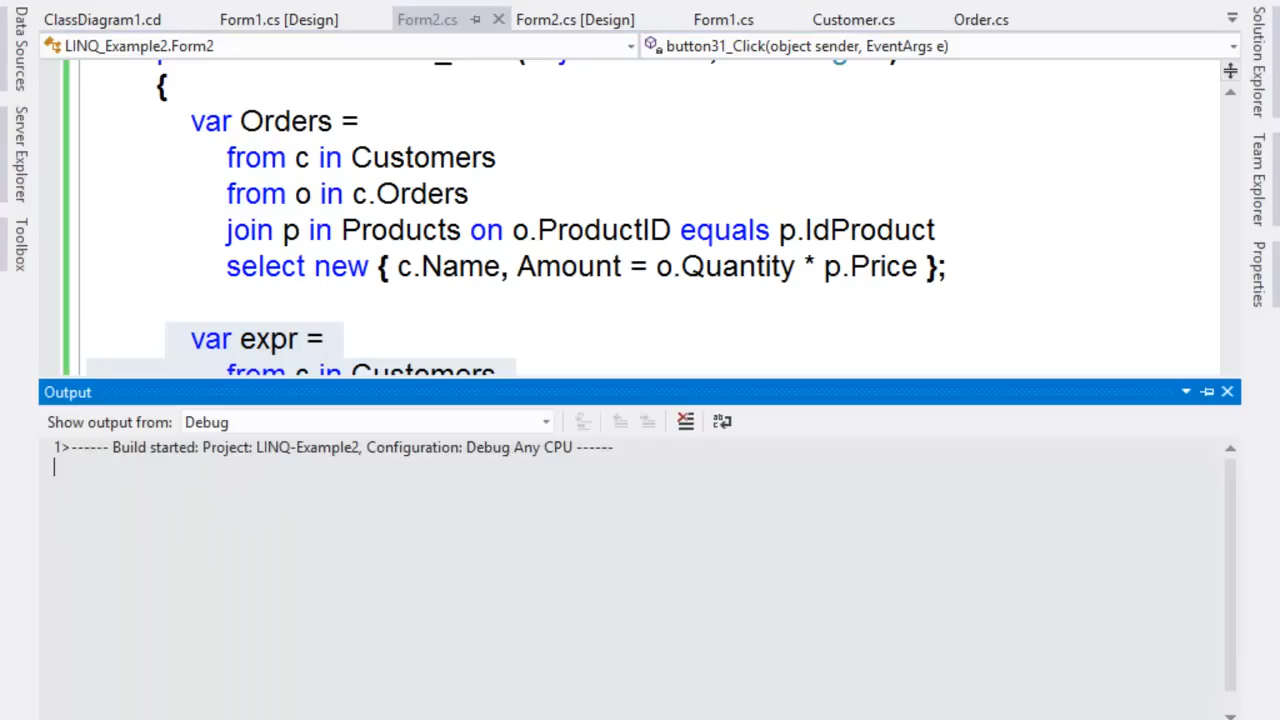 ClassDiagram1.cd Form1.cs [Design] Form2.cs Form2.cs [Design] Form1.cs Customer.cs Order.cs
LINQ_Example2.Form2 button31_Click(object sender, EventArgs e)
{
var Orders =
from c in Customers
from o in c.Orders
join p in Products on o.ProductID equals p.IdProduct
select new { c.Name, Amount = o.Quantity * p.Price };
var expr =
from c in Customers
Output
Show output from: Debug
1>------ Build started: Project: LINQ-Example2, Configuration: Debug Any CPU ------
Data Sources
Server Explorer
Toolbox
Solution Explorer
Team Explorer
Properties